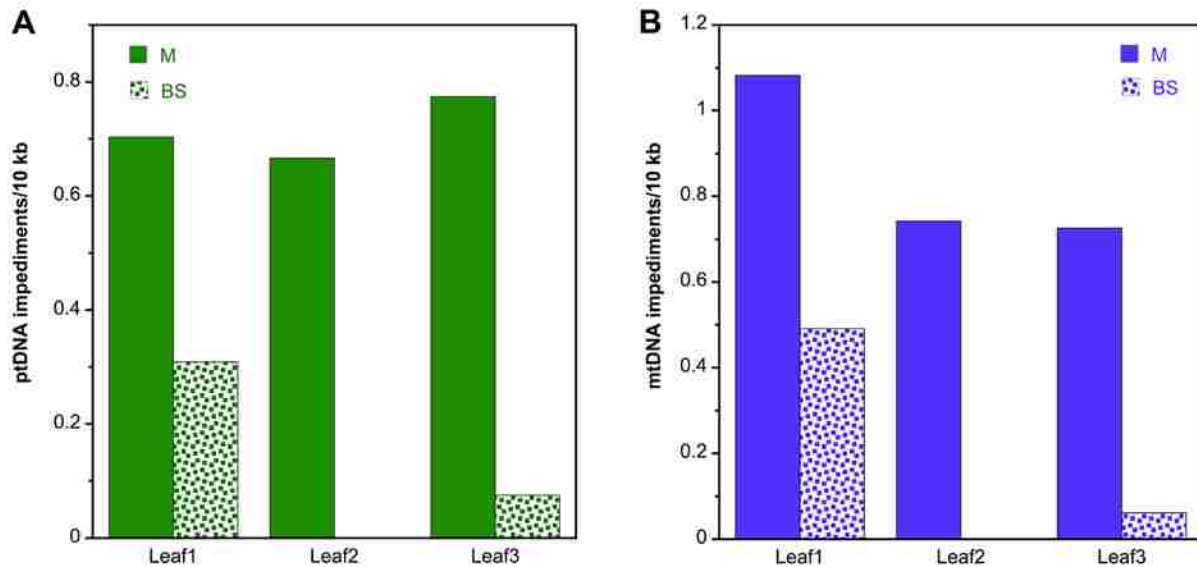 A
ptDNA impediments/10 kb
0.8
0.6
0.4
0.2
0
M
BS
Leaf1 Leaf2 Leaf3
B
mtDNA impediments/10 kb
1.2
1
0.8
0.6
0.4
0.2
0
M
BS
Leaf1 Leaf2 Leaf3